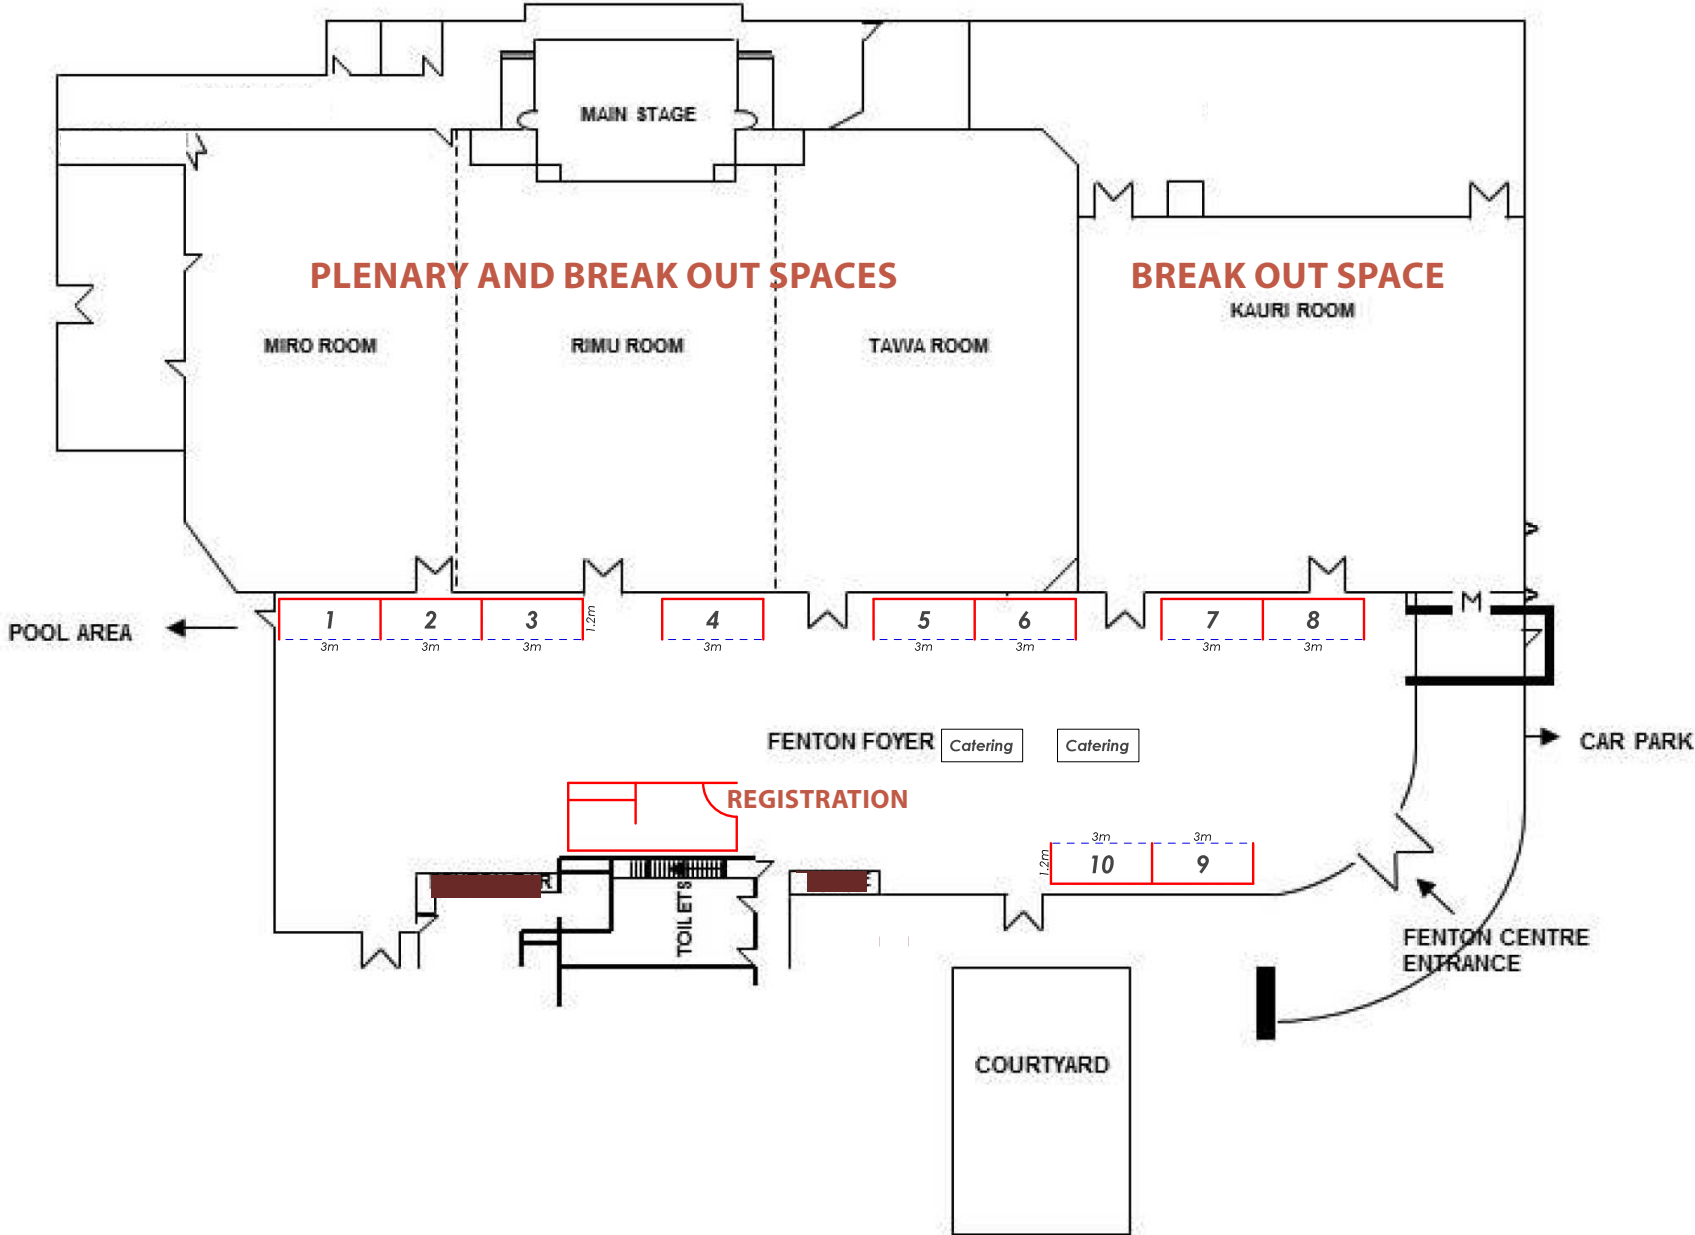 MAIN STAGE
PLENARY AND BREAK OUT SPACES
BREAK OUT SPACE
KAURI ROOM
MIRO ROOM
RIMU ROOM
TAWA ROOM
1
2
3
1.2m
4
5
6
7
8
3m
3m
3m
3m
3m
3m
3m
3m
POOL AREA
FENTON FOYER
Catering
Catering
CAR PARK
REGISTRATION
3m
3m
1.2m
10
9
R
TOILETS
FENTON CENTRE
ENTRANCE
COURTYARD